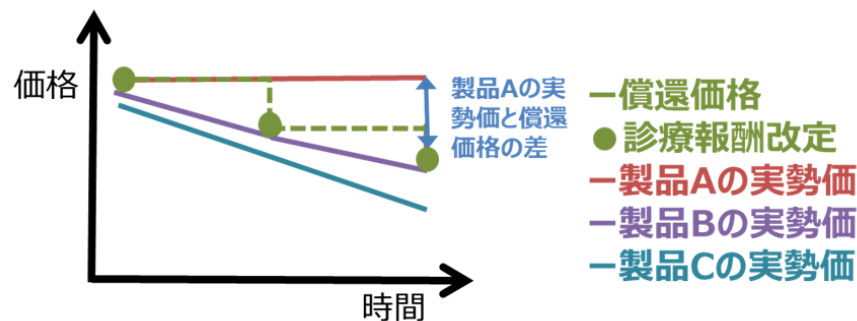 価格
製品Aの実
勢価と償還
価格の差
時間
ー償還価格
●診療報酬改定
ー製品Aの実勢価
ー製品Bの実勢価
ー製品Cの実勢価